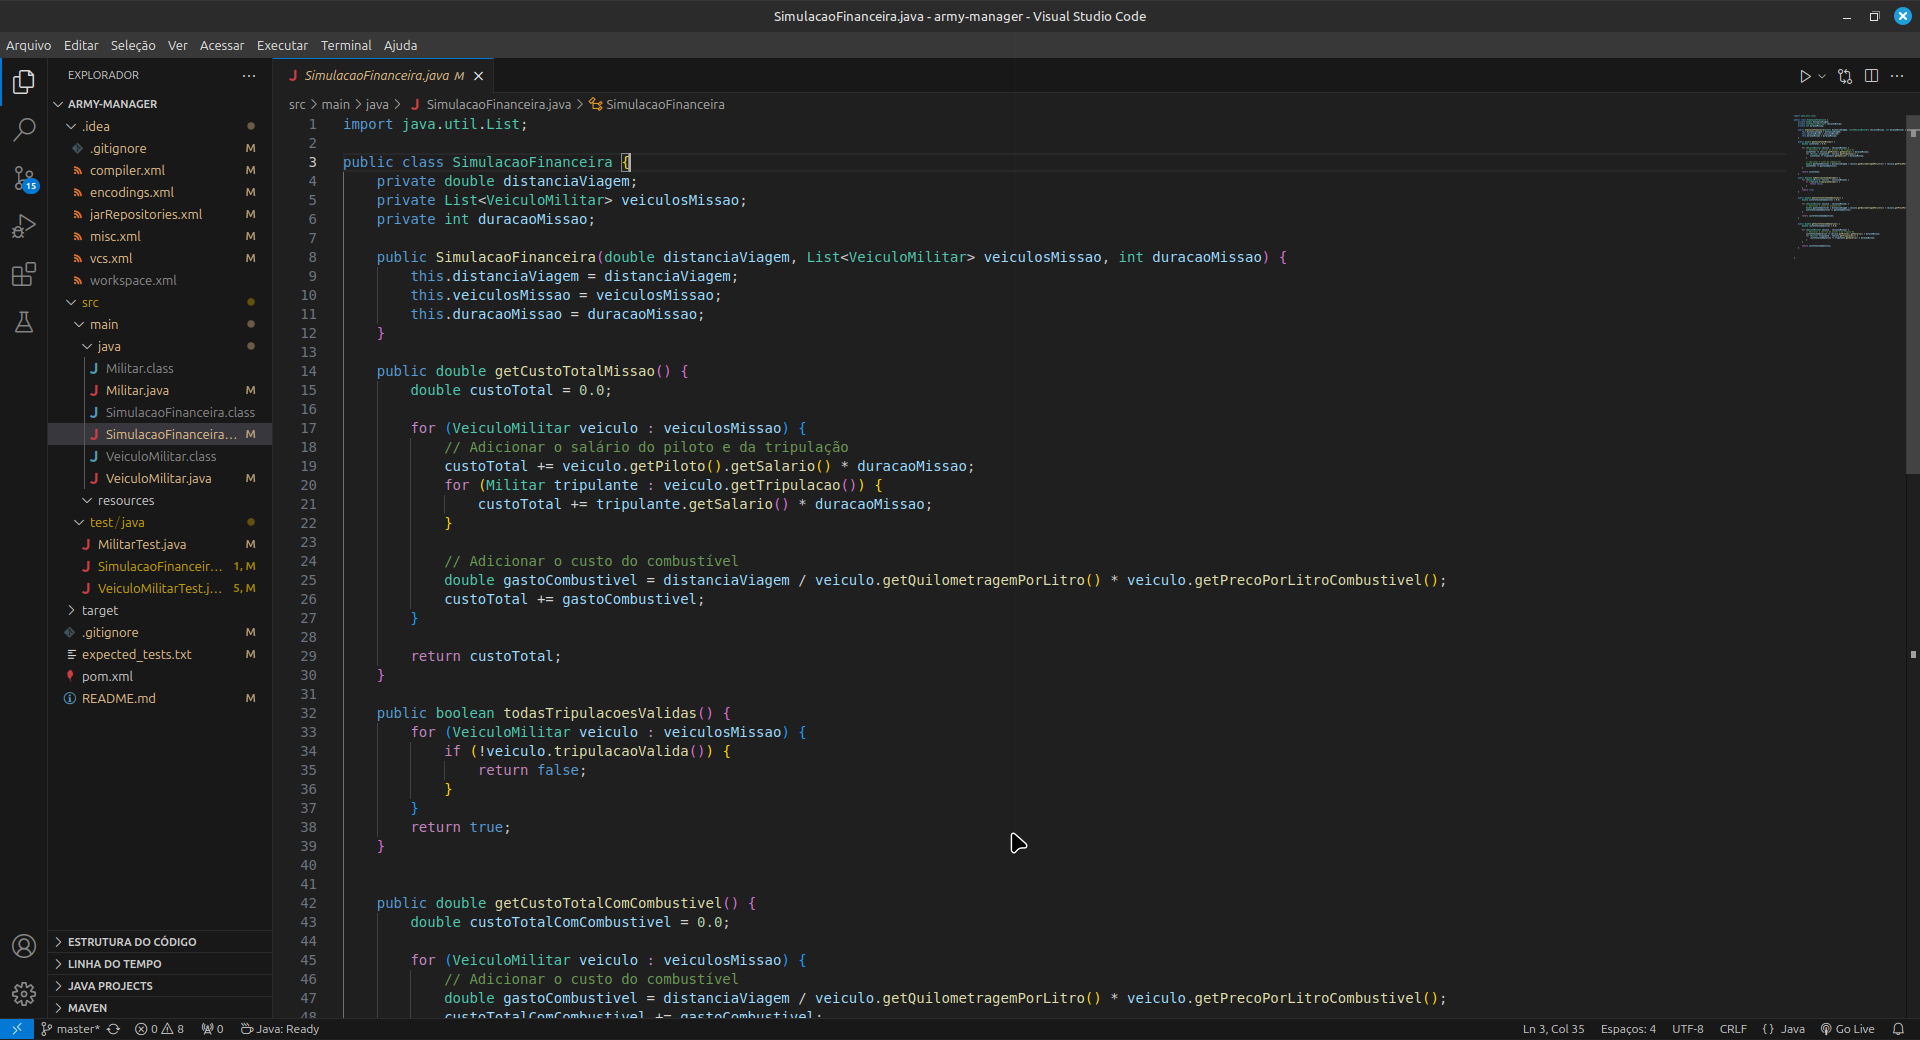 SimulacaoFinanceira.java - army-manager - Visual Studio Code
Arquivo Editar Seleção Ver Acessar Executar Terminal Ajuda
EXPLORADOR
ARMY-MANAGER
.idea
.gitignore M
compiler.xml M
encodings.xml M
jarRepositories.xml M
misc.xml M
vcs.xml M
workspace.xml
src
main
java
Militar.class
Militar.java M
SimulacaoFinanceira.class
SimulacaoFinanceira... M
VeiculoMilitar.class
VeiculoMilitar.java M
resources
test/java
MilitarTest.java M
SimulacaoFinanceir... 1, M
VeiculoMilitarTest.j... 5, M
target
.gitignore M
expected_tests.txt M
pom.xml
README.md M
ESTRUTURA DO CÓDIGO
LINHA DO TEMPO
JAVA PROJECTS
MAVEN
15
SimulacaoFinanceira.java M
src > main > java > SimulacaoFinanceira.java > SimulacaoFinanceira
1 import java.util.List;
2
3 public class SimulacaoFinanceira {
4 private double distanciaViagem;
5 private List<VeiculoMilitar> veiculosMissao;
6 private int duracaoMissao;
7
8 public SimulacaoFinanceira(double distanciaViagem, List<VeiculoMilitar> veiculosMissao, int duracaoMissao) {
9 this.distanciaViagem = distanciaViagem;
10 this.veiculosMissao = veiculosMissao;
11 this.duracaoMissao = duracaoMissao;
12 }
13
14 public double getCustoTotalMissao() {
15 double custoTotal = 0.0;
16
17 for (VeiculoMilitar veiculo : veiculosMissao) {
18 // Adicionar o salário do piloto e da tripulação
19 custoTotal += veiculo.getPiloto().getSalario() * duracaoMissao;
20 for (Militar tripulante : veiculo.getTripulacao()) {
21 custoTotal += tripulante.getSalario() * duracaoMissao;
22 }
23
24 // Adicionar o custo do combustível
25 double gastoCombustivel = distanciaViagem / veiculo.getQuilometragemPorLitro() * veiculo.getPrecoPorLitroCombustivel();
26 custoTotal += gastoCombustivel;
27 }
28
29 return custoTotal;
30 }
31
32 public boolean todasTripulacoesValidas() {
33 for (VeiculoMilitar veiculo : veiculosMissao) {
34 if (!veiculo.tripulacaoValida()) {
35 return false;
36 }
37 }
38 return true;
39 }
40
41
42 public double getCustoTotalComCombustivel() {
43 double custoTotalComCombustivel = 0.0;
44
45 for (VeiculoMilitar veiculo : veiculosMissao) {
46 // Adicionar o custo do combustível
47 double gastoCombustivel = distanciaViagem / veiculo.getQuilometragemPorLitro() * veiculo.getPrecoPorLitroCombustivel();
48 custoTotalComCombustivel += gastoCombustivel;
master* 0 8 0 Java: Ready Ln 3, Col 35 Espaços: 4 UTF-8 CRLF {} Java Go Live